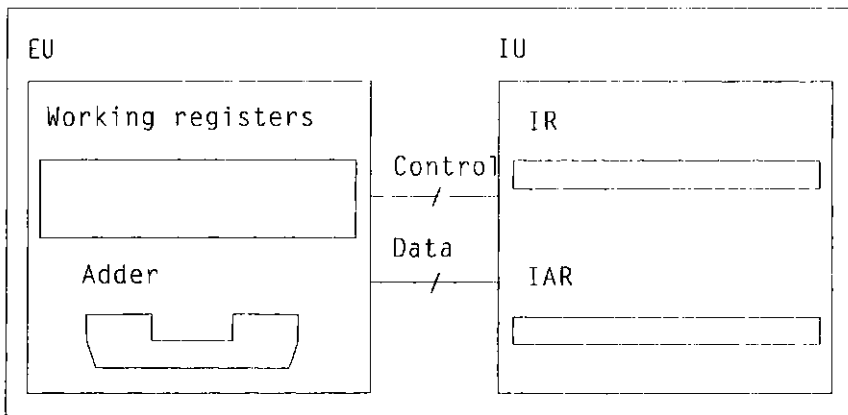 EU
IU
Working registers
IR
Control
Data
Adder
IAR